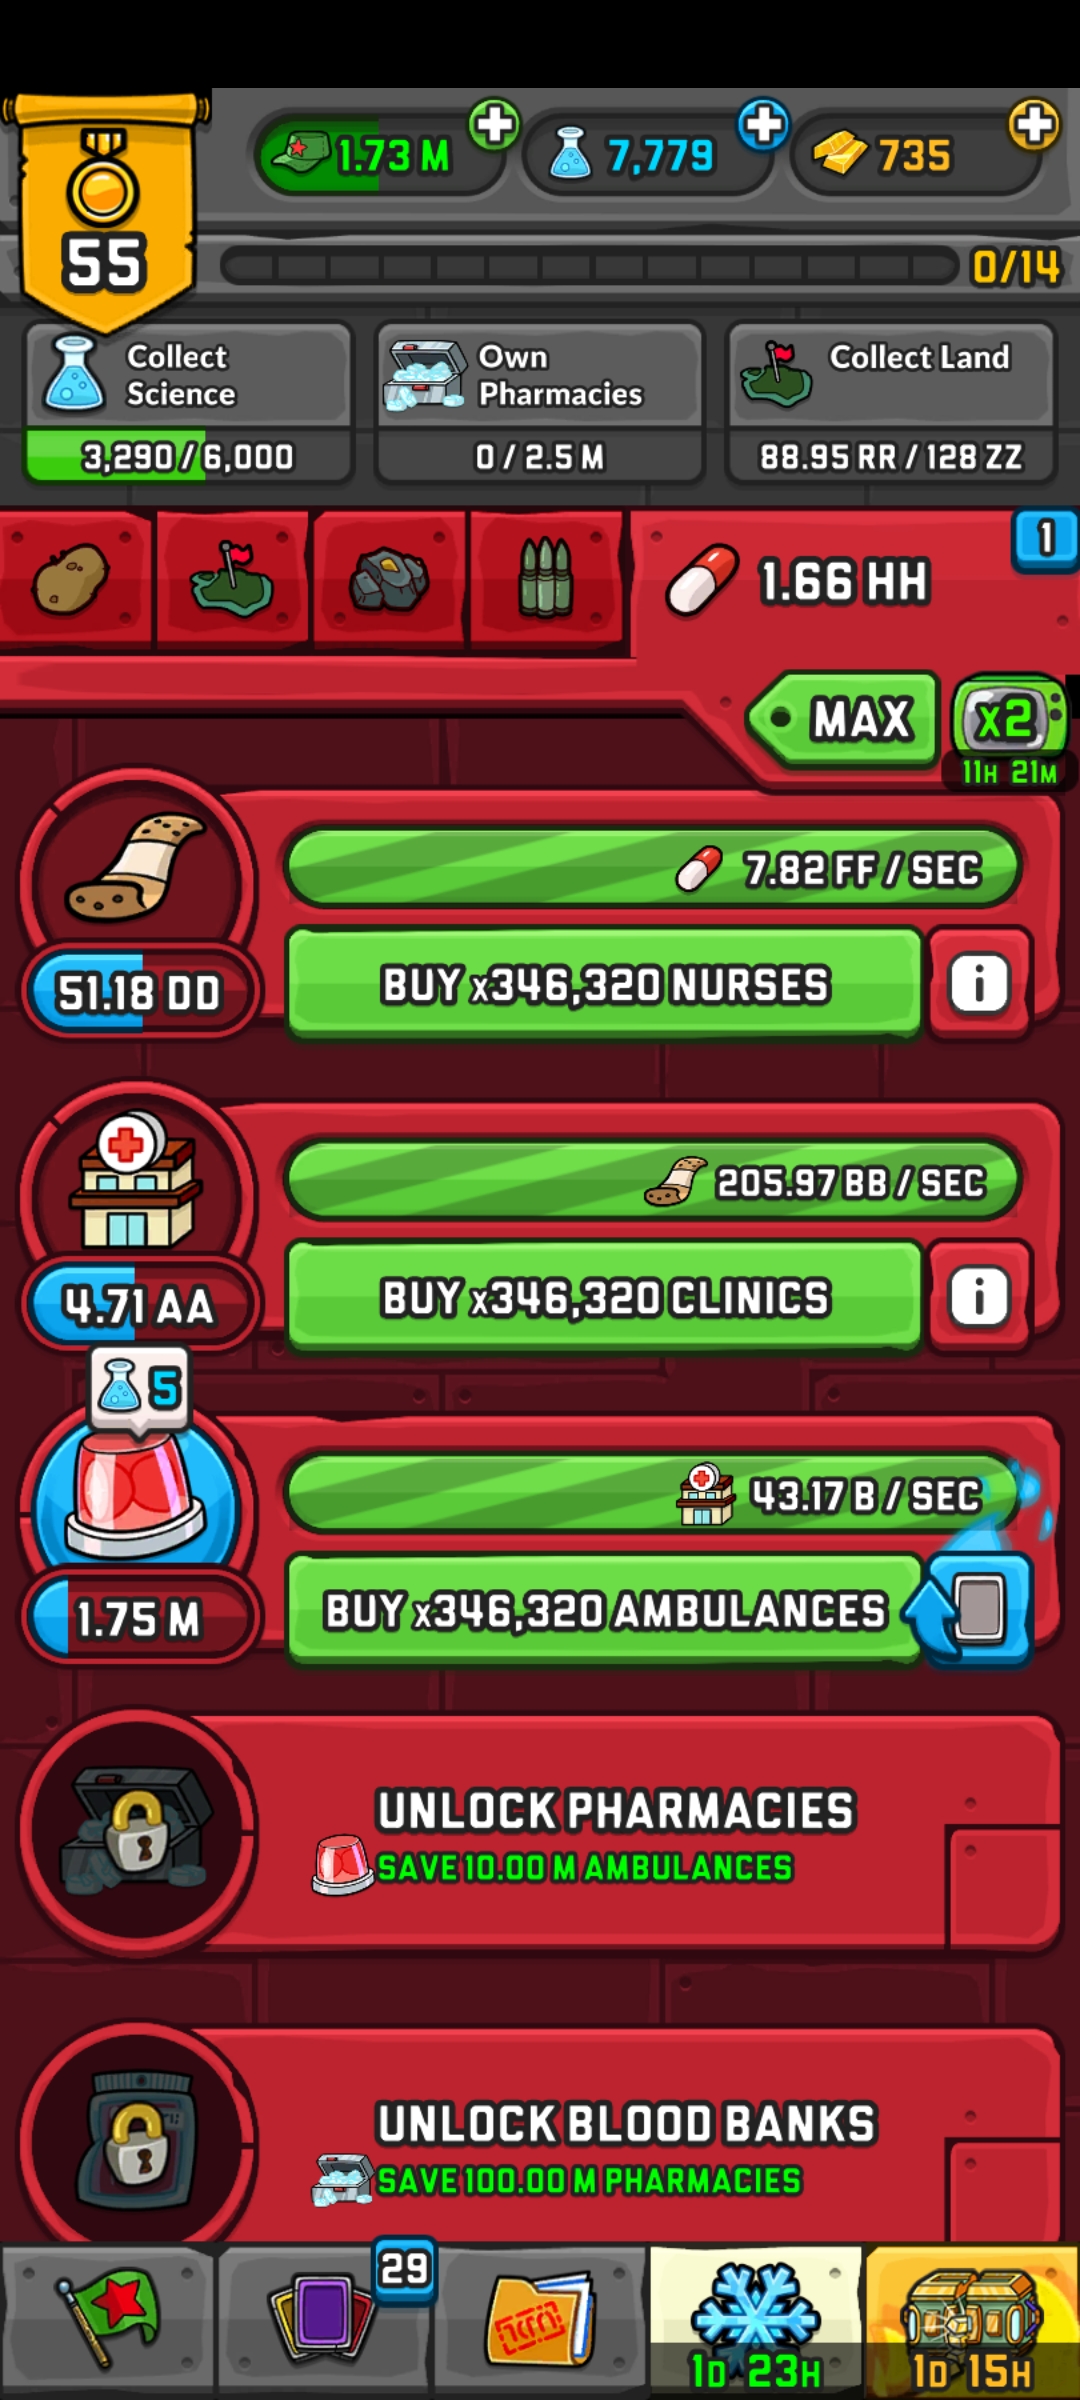 55
1.73 M
7,779
735
0/14
Collect
Science
3,290/6,000
Own
Pharmacies
0/2.5 M
Collect Land
88.95 RR/128 ZZ
1.66 HH
1
MAX
x2
11H 21M
7.82 FF/SEC
51.18 DD
BUY x346,320 NURSES
i
205.97 BB/SEC
4.71 AA
BUY x346,320 CLINICS
i
5
43.17 B/SEC
1.75 M
BUY x346,320 AMBULANCES
UNLOCK PHARMACIES
SAVE 10.00 M AMBULANCES
UNLOCK BLOOD BANKS
SAVE 100.00 M PHARMACIES
29
1D 23H
1D 15H